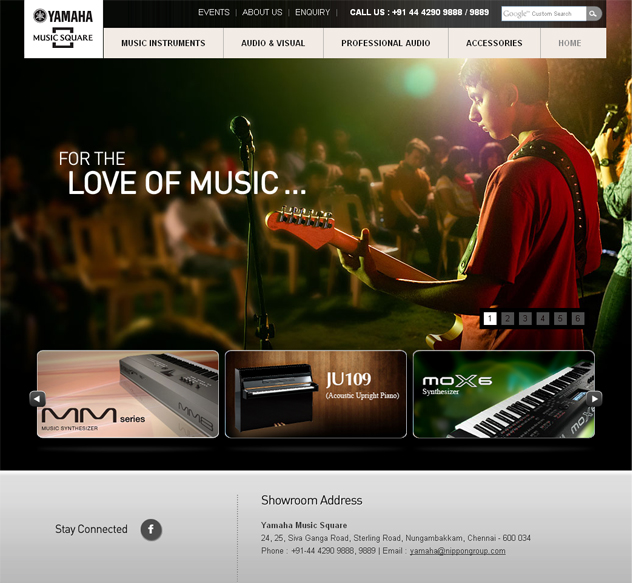 YAMAHA
MUSIC SQUARE
EVENTS | ABOUT US | ENQUIRY | CALL US : +91 44 4290 9888 / 9889
Google™ Custom Search
MUSIC INSTRUMENTS
AUDIO & VISUAL
PROFESSIONAL AUDIO
ACCESSORIES
HOME
FOR THE
LOVE OF MUSIC ...
1 2 3 4 5 6
MM series
MUSIC SYNTHESIZER
MM8
JU109
(Acoustic Upright Piano)
MOX6
Synthesizer
MOX6
Stay Connected
f
Showroom Address
Yamaha Music Square
24, 25, Siva Ganga Road, Sterling Road, Nungambakkam, Chennai - 600 034
Phone : +91-44 4290 9888, 9889 | Email : yamaha@nippongroup.com